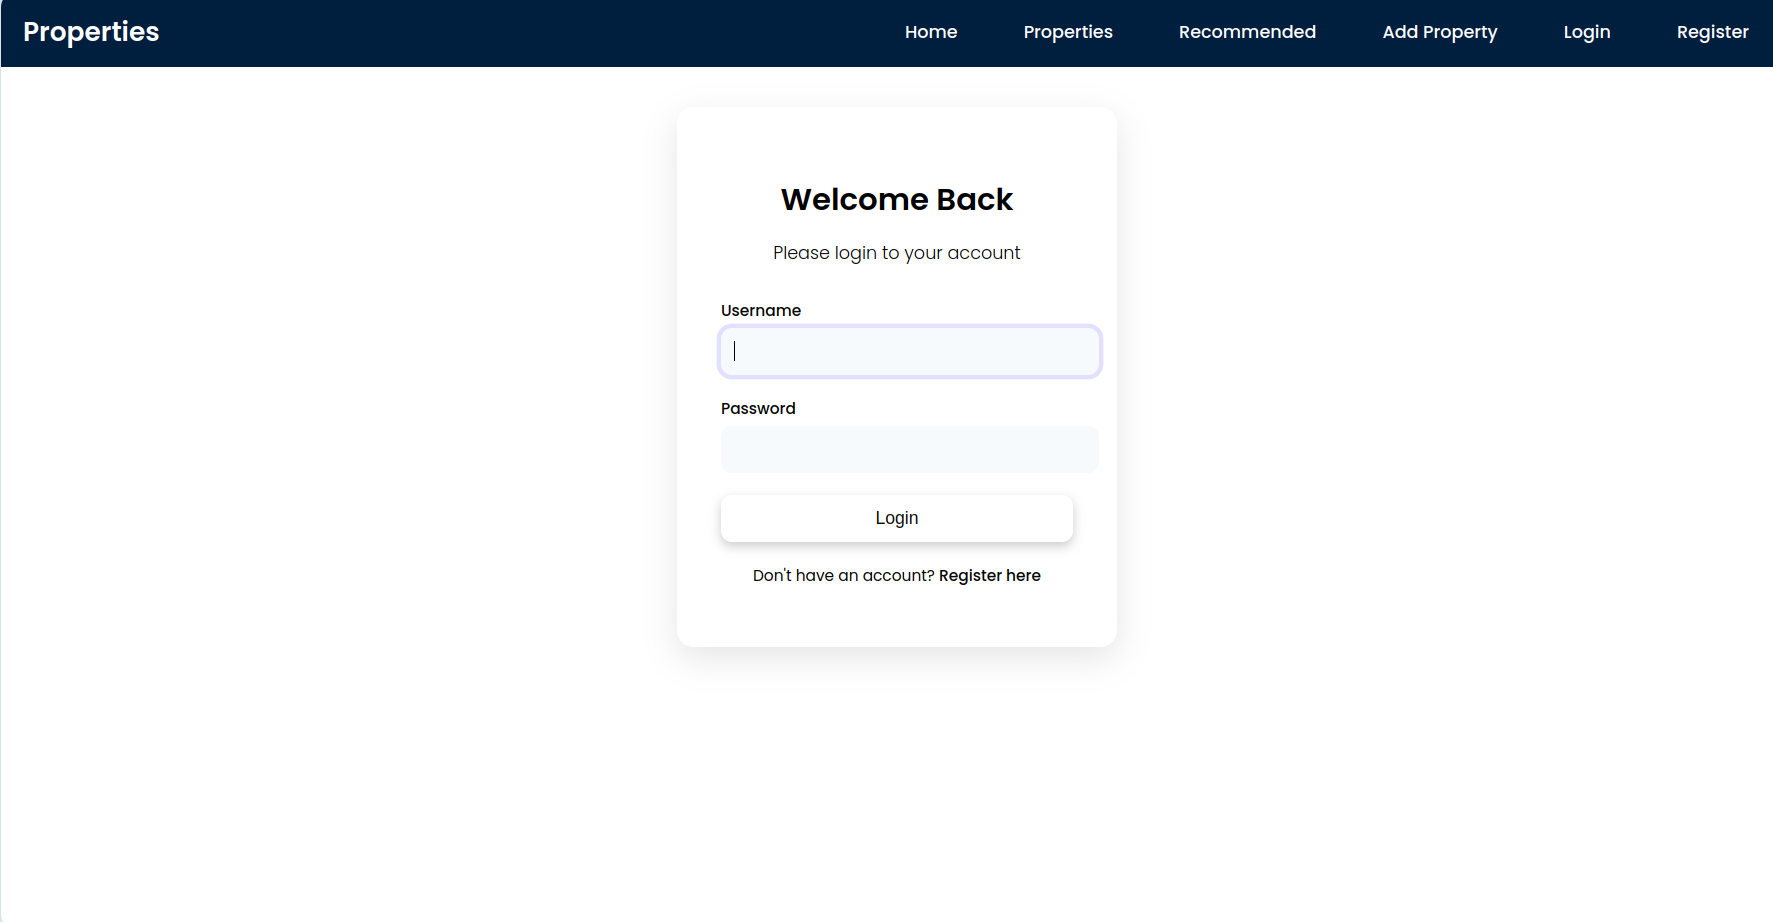 Properties Home Properties Recommended Add Property Login Register
Welcome Back
Please login to your account
Username
Password
Login
Don't have an account? Register here